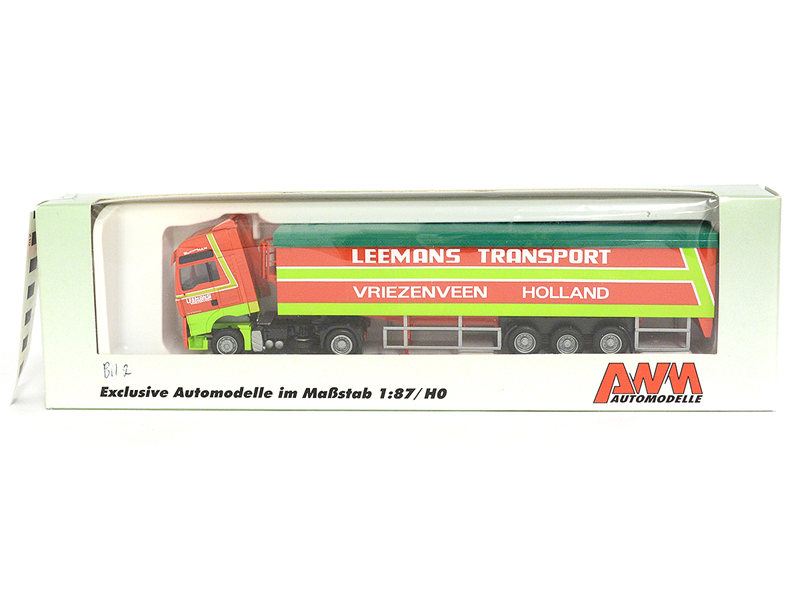 LEEMANS TRANSPORT
VRIEZENVEEN HOLLAND
Bil 2
Exclusive Automodelle im Maßstab 1:87/H0
AWM
AUTOMODELLE